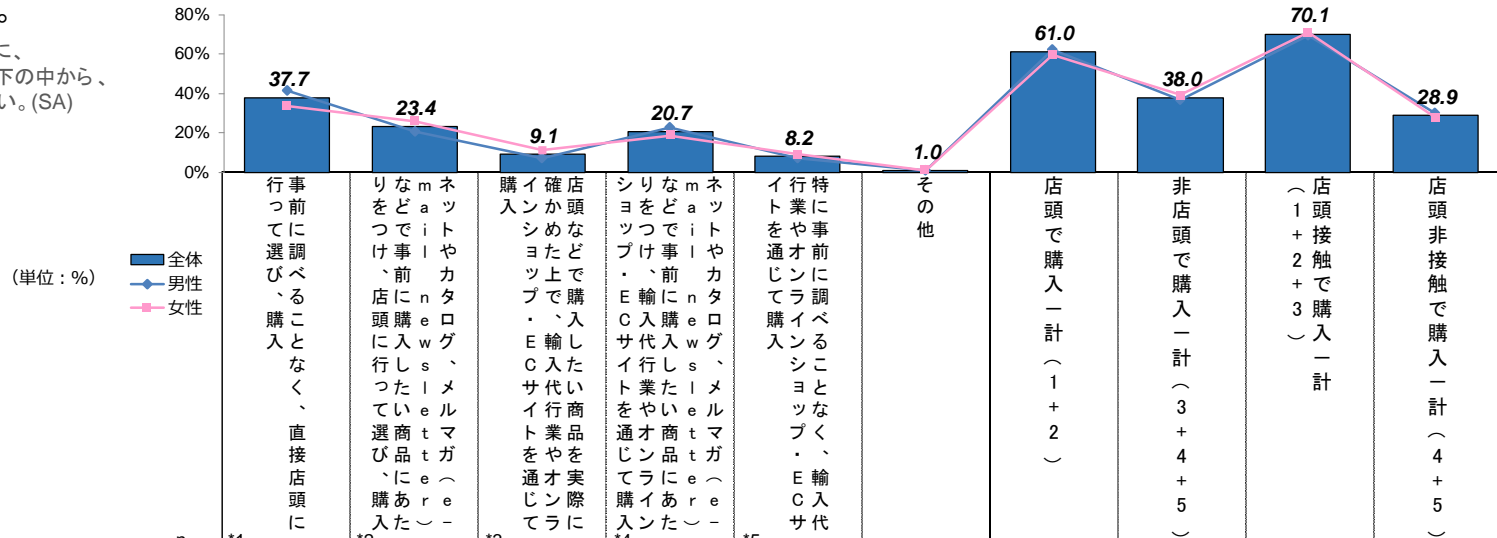 。
に、
下の中から、
い。(SA)
80%
60%
40%
20%
0%
37.7
23.4
9.1
20.7
8.2
1.0
61.0
38.0
70.1
28.9
(単位：%)
全体
男性
女性
事前に調べることなく、直接店頭に
行って選び、購入
ネットやカタログ、メルマガ（e-
mail newsletter）
などで事前に購入したい商品にあた
りをつけ、店頭に行って選び、購入
店頭などで購入したい商品を実際に
確かめた上で、輸入代行業やオンラ
インショップ・ECサイトを通じて
購入
ネットやカタログ、メルマガ（e-
mail newsletter）
などで事前に購入したい商品にあた
りをつけ、輸入代行業やオンライン
ショップ・ECサイトを通じて購入
特に事前に調べることなく、輸入代
行業やオンラインショップ・ECサ
イトを通じて購入
その他
店頭で購入ー計（1+2）
非店頭で購入ー計（3+4+5）
店頭接触で購入ー計
（1+2+3）
店頭非接触で購入ー計（4+5）